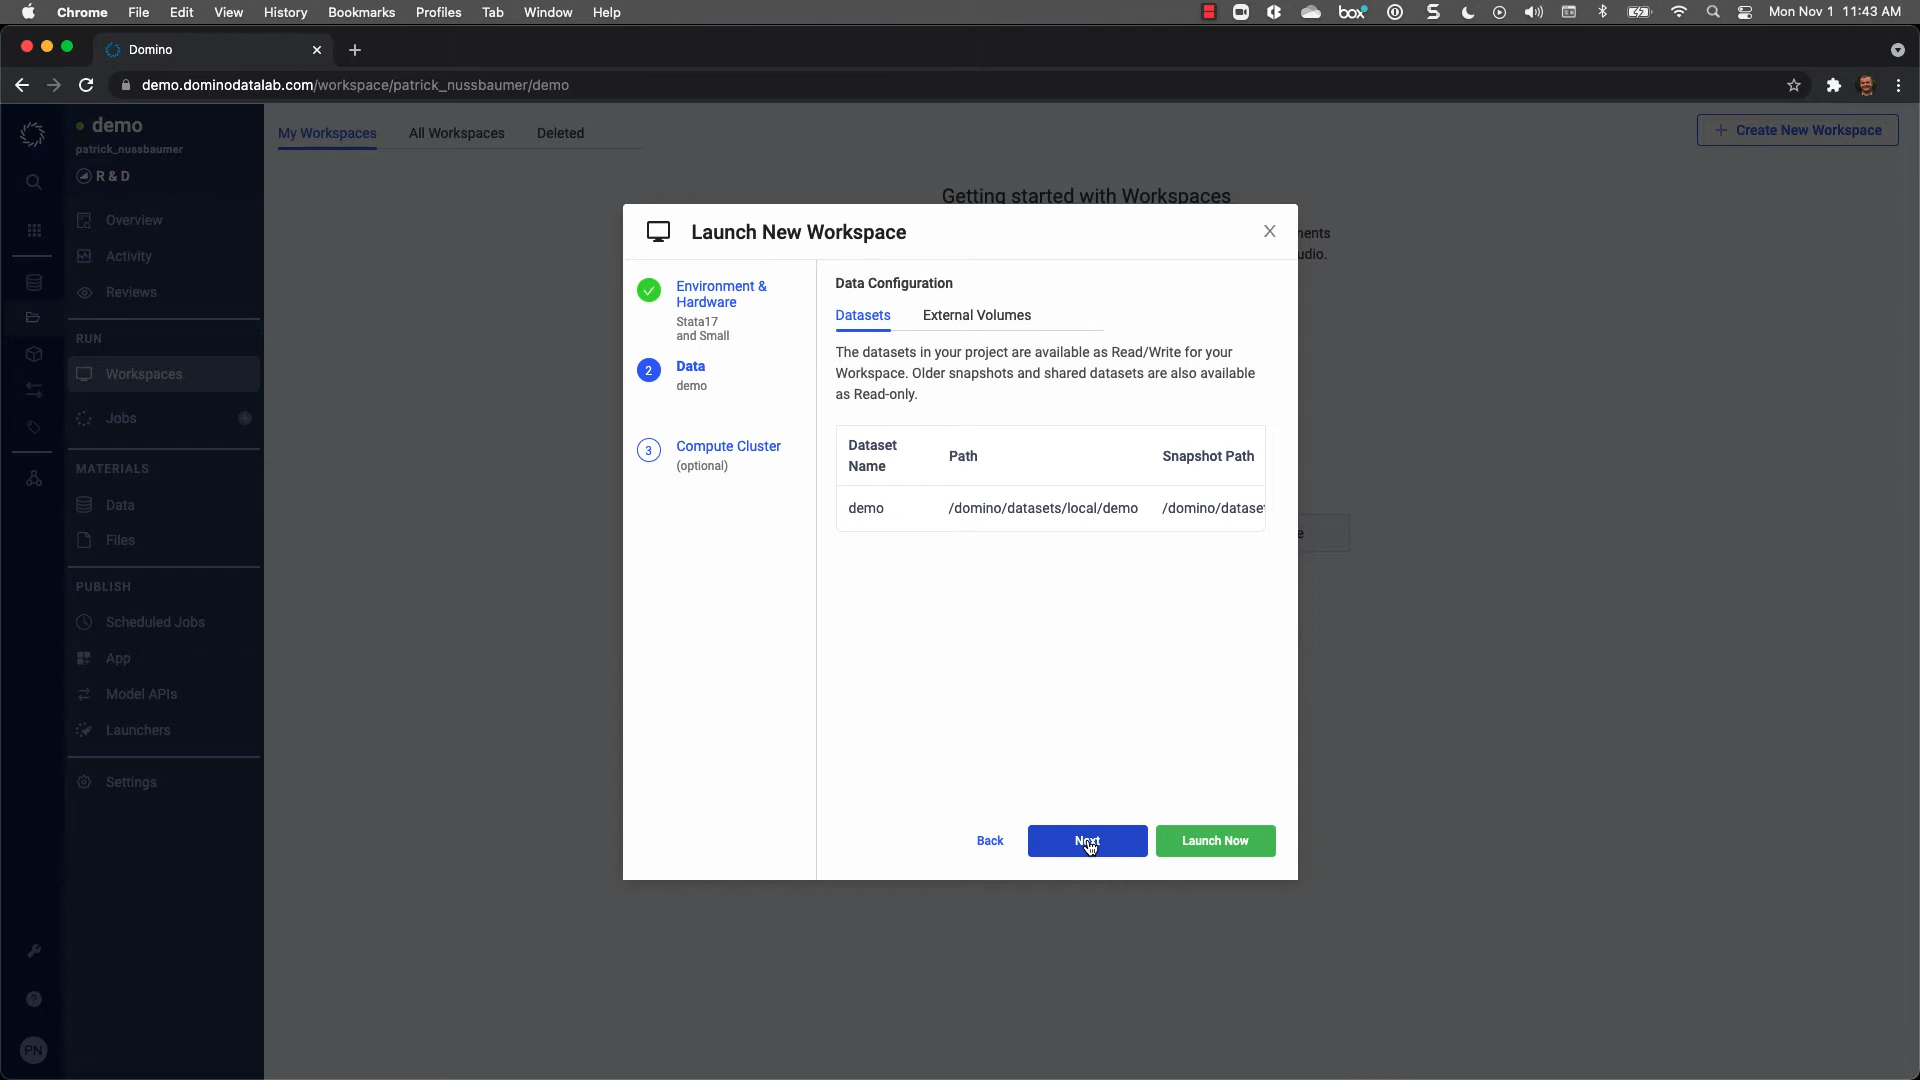 Chrome File Edit View History Bookmarks Profiles Tab Window Help
box
Mon Nov 1 11:43 AM
Domino
demo.dominodatalab.com/workspace/patrick_nussbaumer/demo
demo
patrick_nussbaumer
R & D
Overview
Activity
Reviews
RUN
Workspaces
Jobs
MATERIALS
Data
Files
PUBLISH
Scheduled Jobs
App
Model APIs
Launchers
Settings
PN
My Workspaces All Workspaces Deleted
Create New Workspace
Getting started with Workspaces
Launch New Workspace
Environment &
Hardware
Stata17
and Small
2 Data
demo
3 Compute Cluster
(optional)
Data Configuration
Datasets External Volumes
The datasets in your project are available as Read/Write for your
Workspace. Older snapshots and shared datasets are also available
as Read-only.
Dataset
Name
Path
Snapshot Path
demo /domino/datasets/local/demo /domino/dataset
Back Next Launch Now